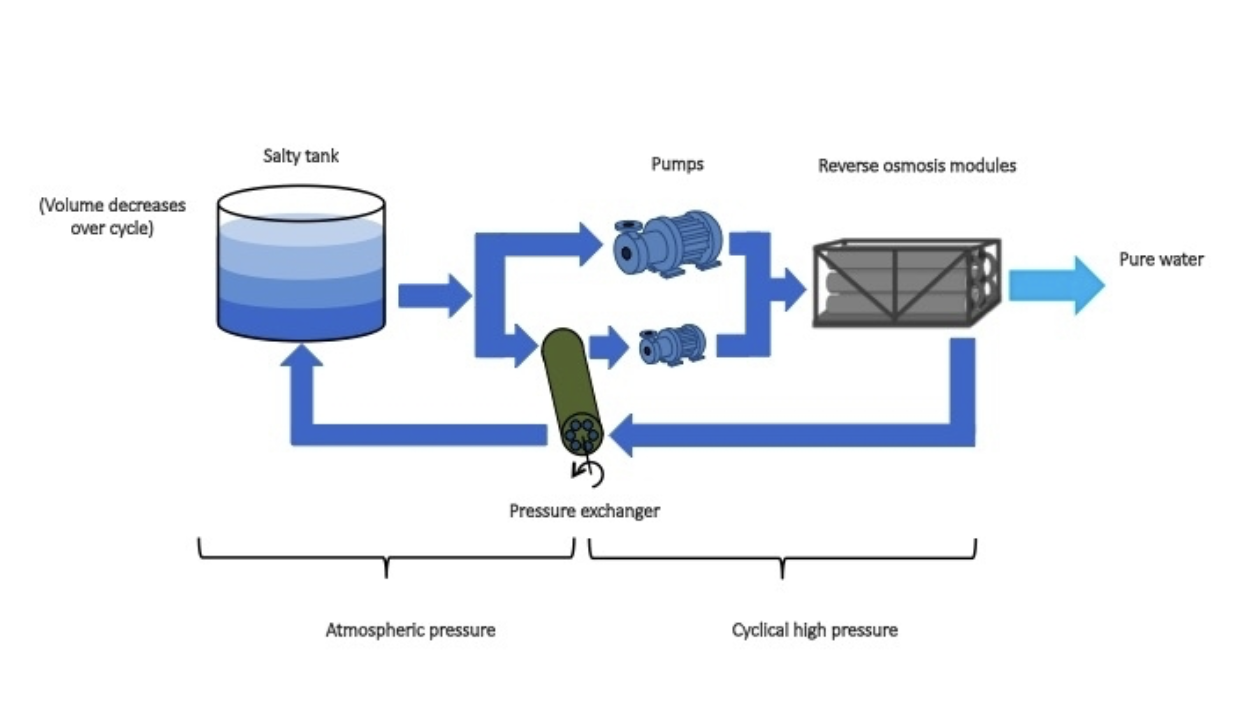 Salty tank
Pumps
Reverse osmosis modules
(Volume decreases
over cycle)
Pure water
Pressure exchanger
Atmospheric pressure
Cyclical high pressure